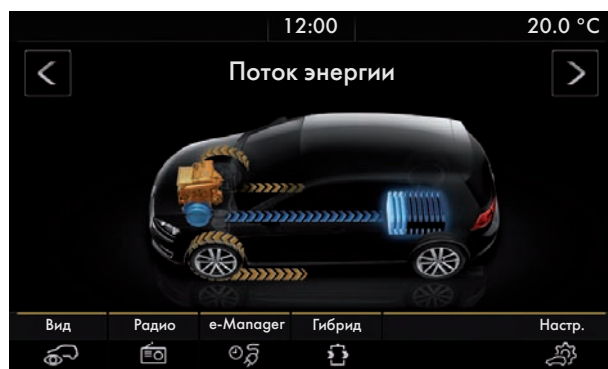 12:00 20.0 °C
Поток энергии
Вид Радио e-Manager Гибрид Настр.